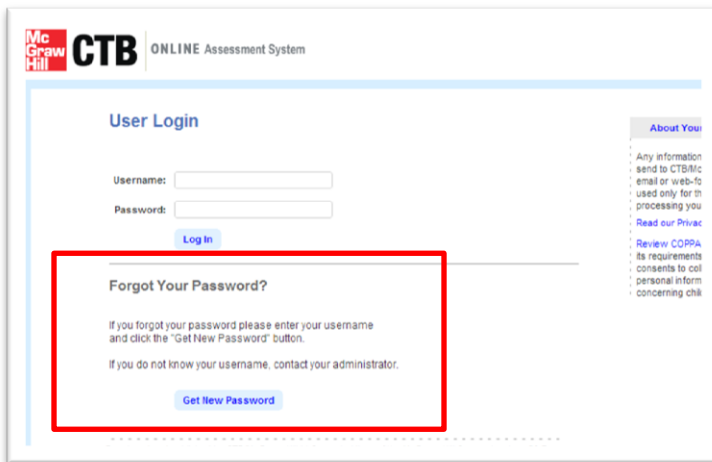 Mc
Graw
Hill
CTB
ONLINE Assessment System
User Login
Username:
Password:
Log In
Forgot Your Password?
If you forgot your password please enter your username
and click the "Get New Password" button.
If you do not know your username, contact your administrator.
Get New Password
About Your
Any information
send to CTB/Mc
email or web-fo
used only for th
processing you
Read our Privac
Review COPPA
its requirements
consents to col
personal inform
concerning chil